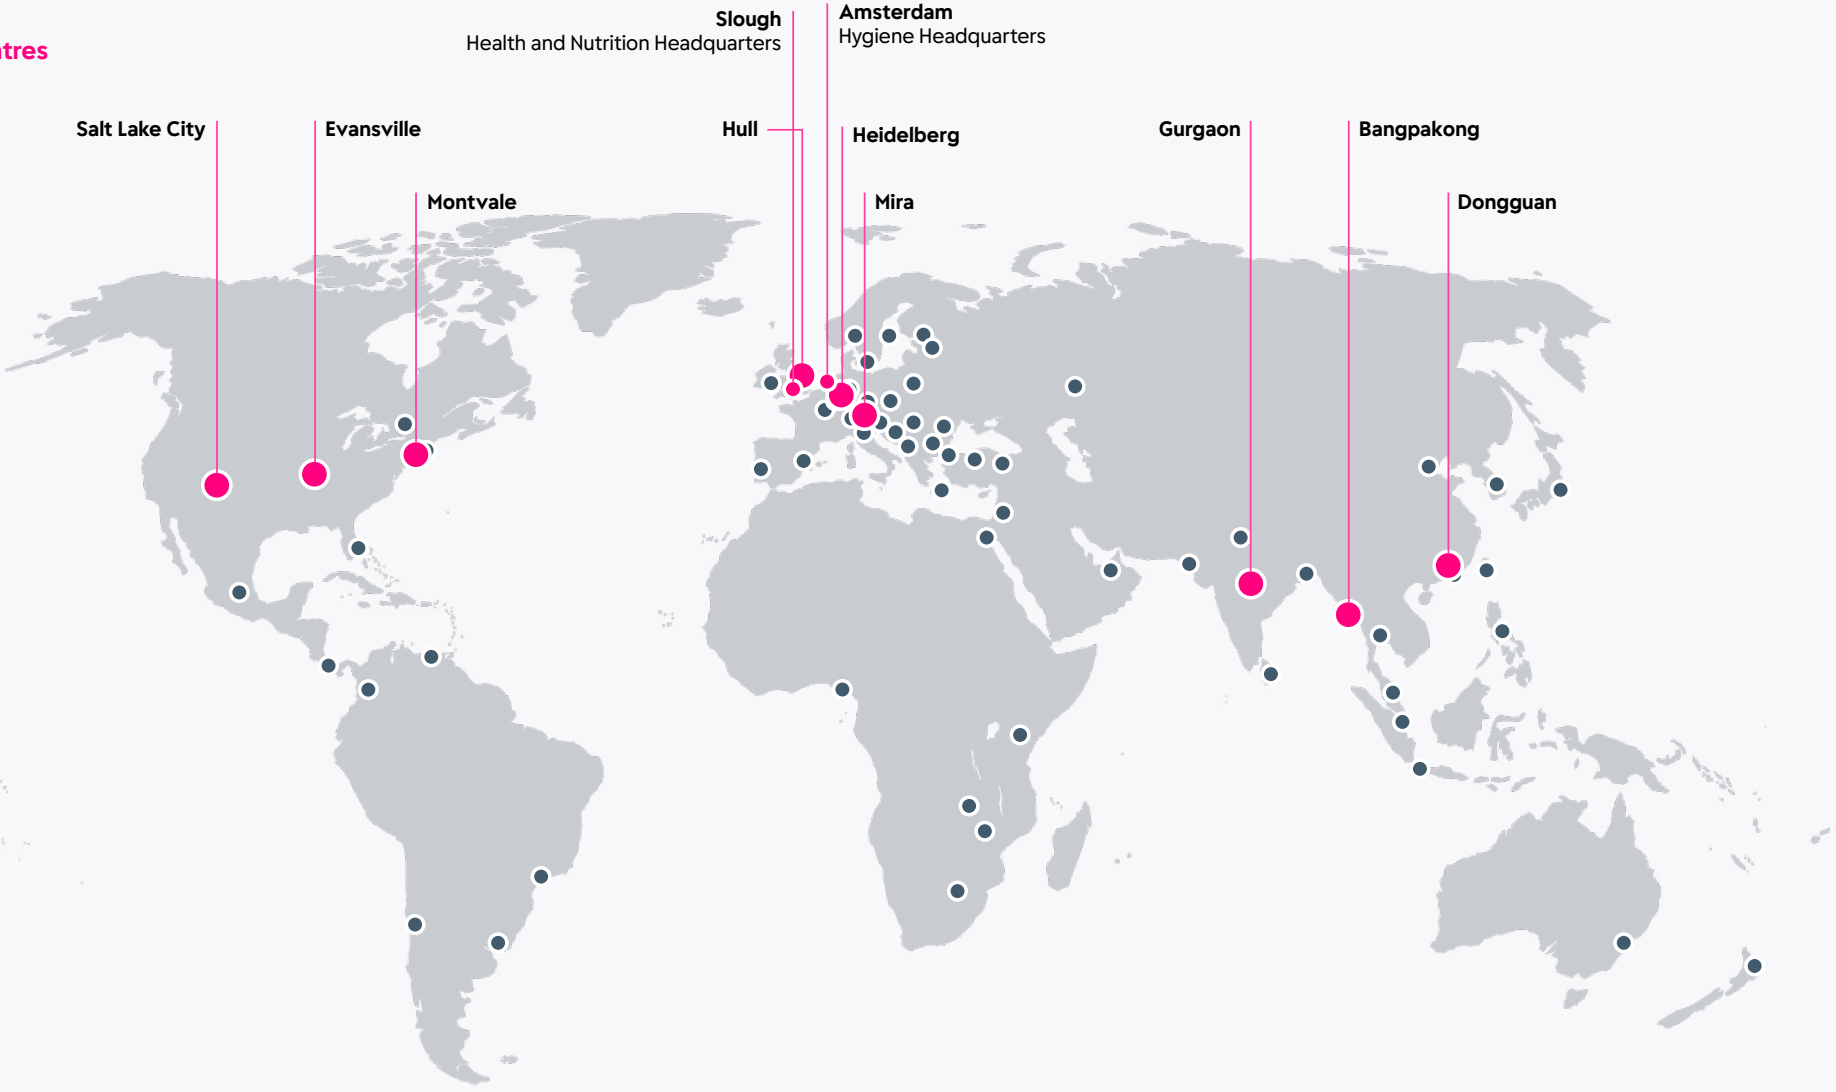 Slough
Health and Nutrition Headquarters
Amsterdam
Hygiene Headquarters
Salt Lake City
Evansville
Hull
Heidelberg
Gurgaon
Bangpakong
Montvale
Mira
Dongguan